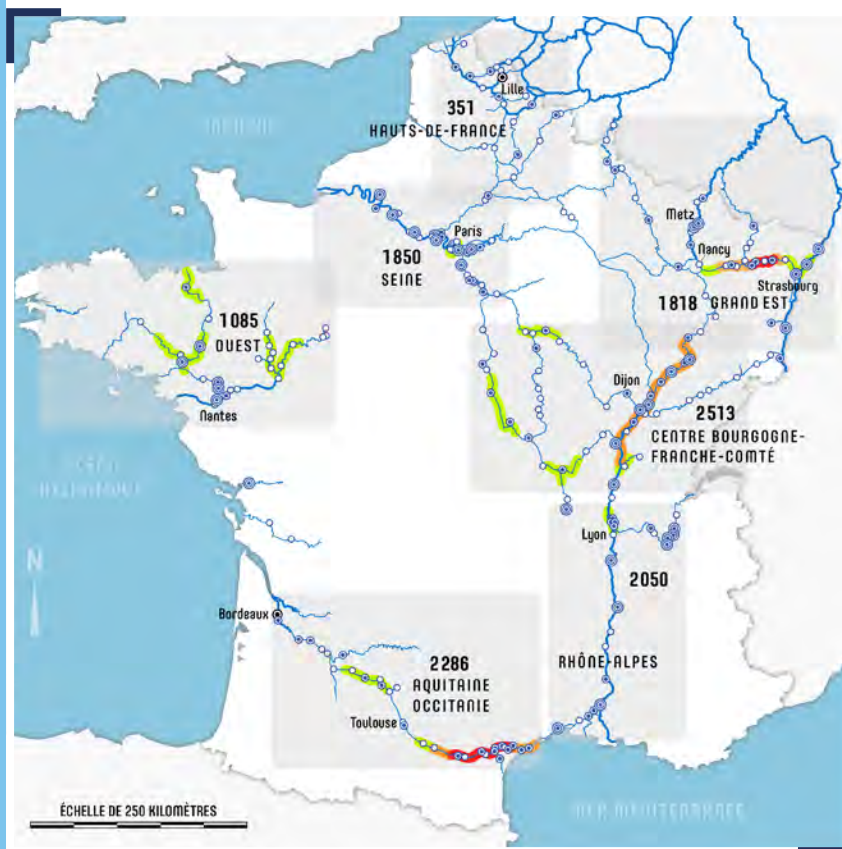 Lille
351
HAUTS-DE-FRANCE
Metz
Paris
Nancy
1850
SEINE
Strasbourg
1818 GRAND EST
1085
OUEST
Nantes
Dijon
2513
CENTRE BOURGOGNE-
FRANCHE-COMTÉ
Lyon
2050
N
Bordeaux
2286
AQUITAINE
OCCITANIE
RHÔNE-ALPES
Toulouse
ÉCHELLE DE 250 KILOMÈTRES